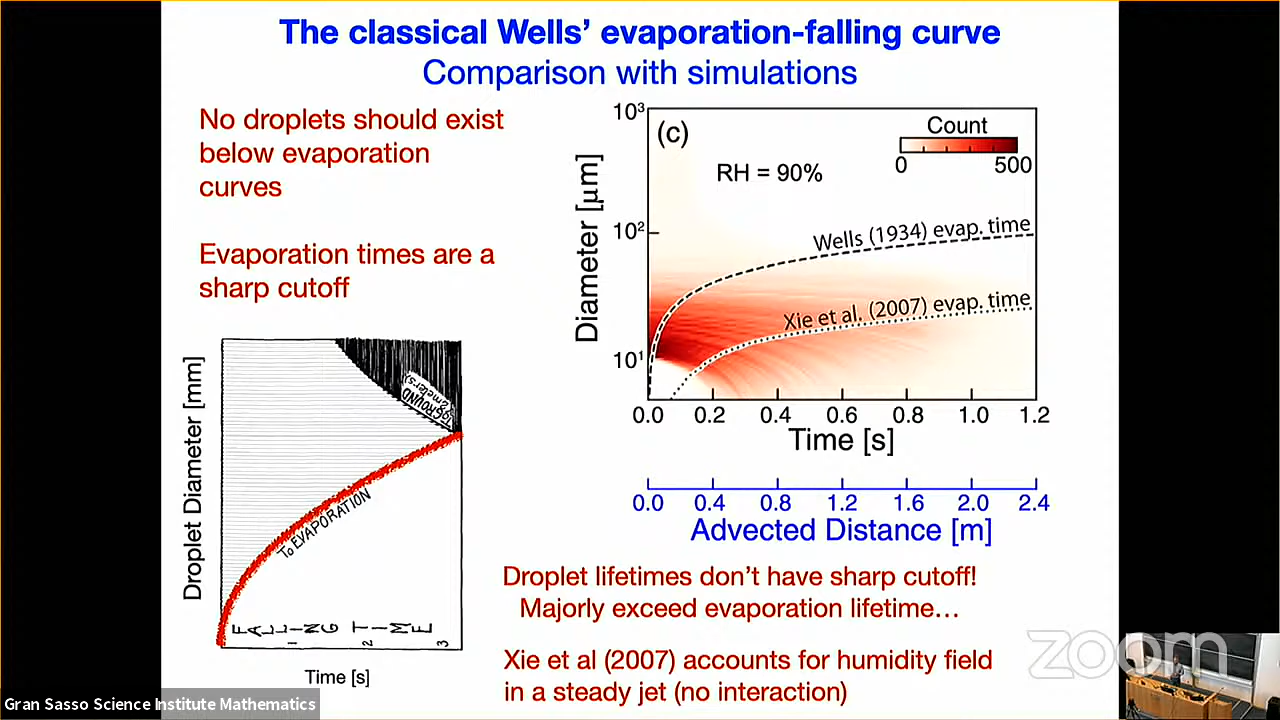 The classical Wells’ evaporation-falling curve
Comparison with simulations
No droplets should exist
below evaporation
curves
Evaporation times are a
sharp cutoff
Droplet Diameter [mm]
To GROUND
(2 meters)
To EVAPORATION
FALLING TIME
1 2 3
Time [s]
(c)
Count
0 500
RH = 90%
Diameter [μm]
10³
10²
10¹
Wells (1934) evap. time
Xie et al. (2007) evap. time
0.0 0.2 0.4 0.6 0.8 1.0 1.2
Time [s]
0.0 0.4 0.8 1.2 1.6 2.0 2.4
Advected Distance [m]
Droplet lifetimes don’t have sharp cutoff!
Majorly exceed evaporation lifetime…
Xie et al (2007) accounts for humidity field
in a steady jet (no interaction)
zoom
Gran Sasso Science Institute Mathematics